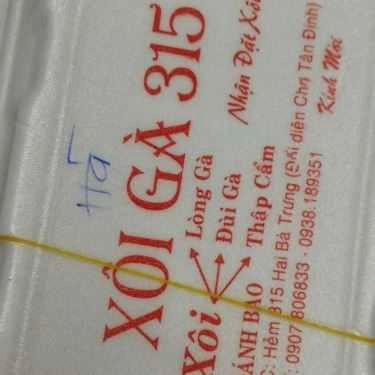 XÔI GÀ 315
Xôi
Lòng Gà
Đùi Gà
Thập Cẩm
Nhận Đặt Xôi
ÁNH BAO
C: Hẻm 315 Hai Bà Trưng (Đối diện Chợ Tân Định)
: 0907 806833 - 0938.189351
Kính Mời